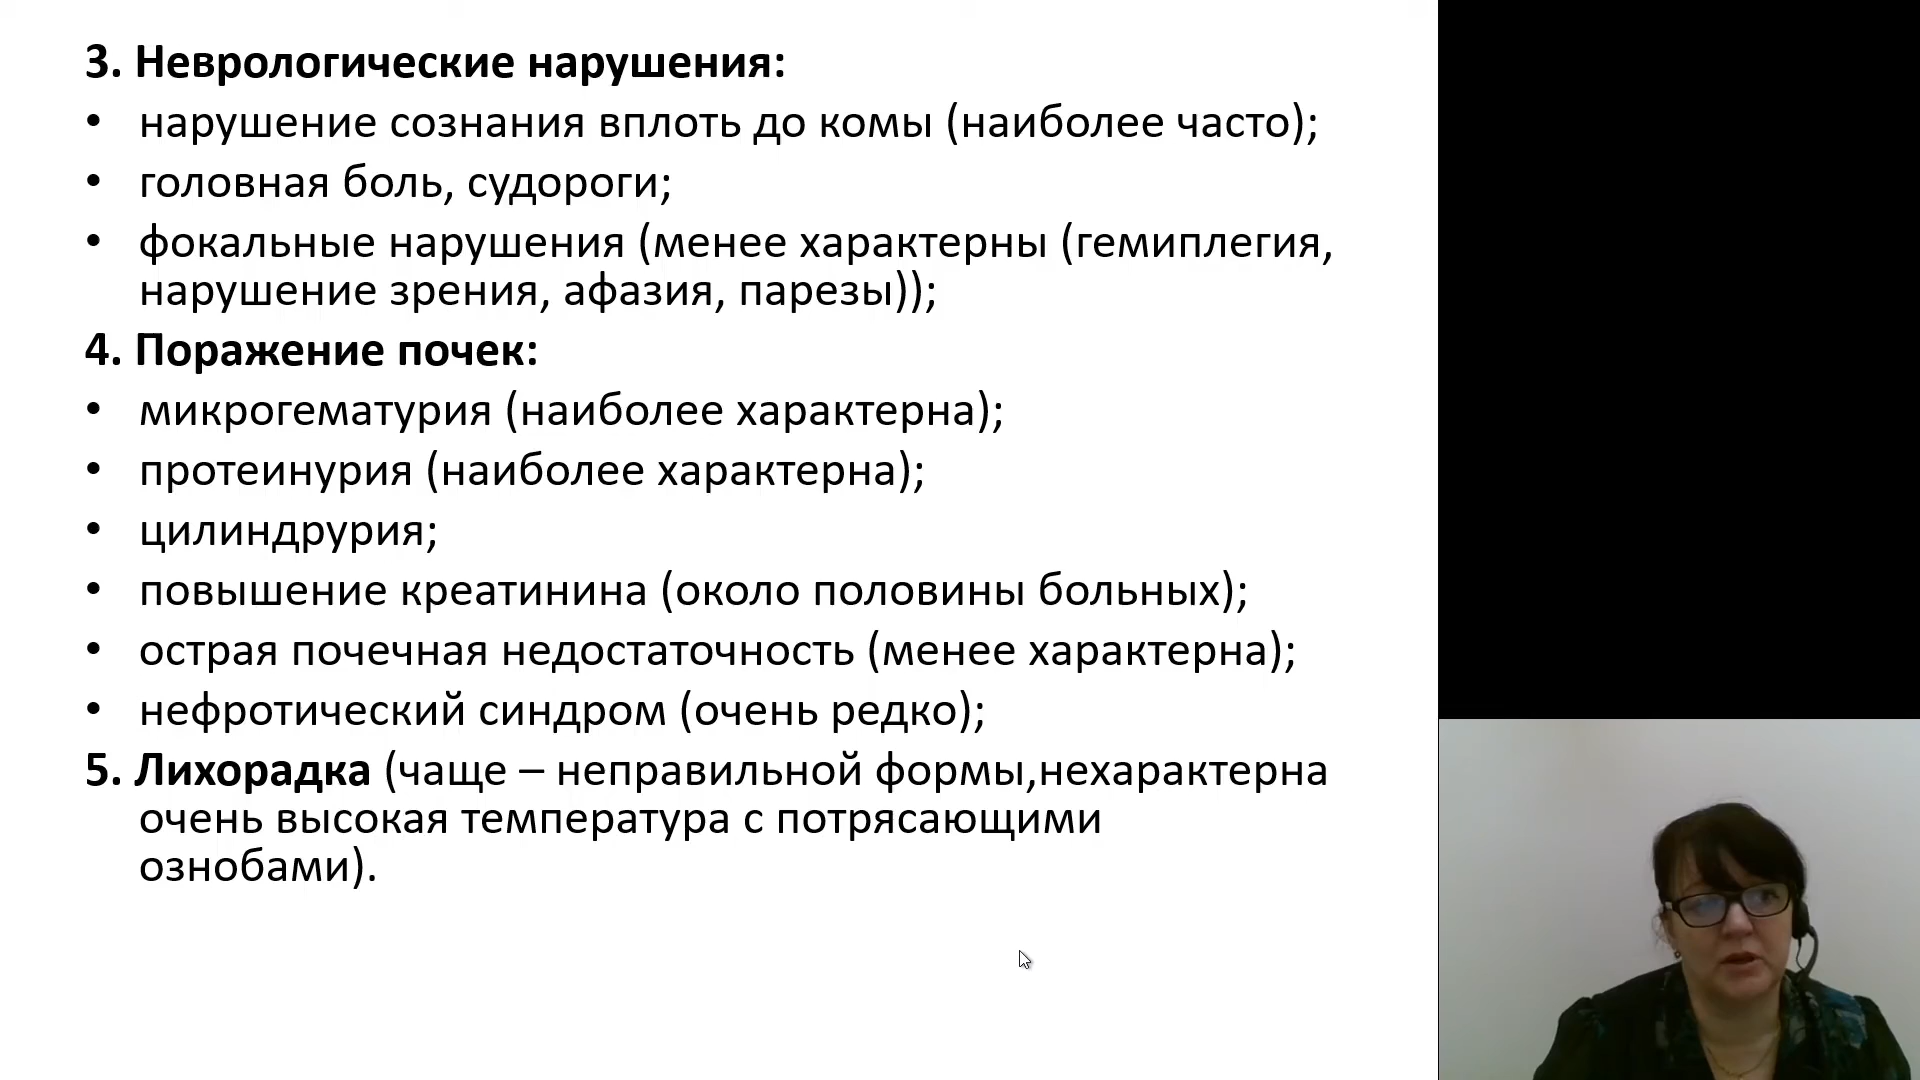 3. Неврологические нарушения:
• нарушение сознания вплоть до комы (наиболее часто);
• головная боль, судороги;
• фокальные нарушения (менее характерны (гемиплегия,
нарушение зрения, афазия, парезы));
4. Поражение почек:
• микрогематурия (наиболее характерна);
• протеинурия (наиболее характерна);
• цилиндрурия;
• повышение креатинина (около половины больных);
• острая почечная недостаточность (менее характерна);
• нефротический синдром (очень редко);
5. Лихорадка (чаще – неправильной формы,нехарактерна
очень высокая температура с потрясающими
ознобами).